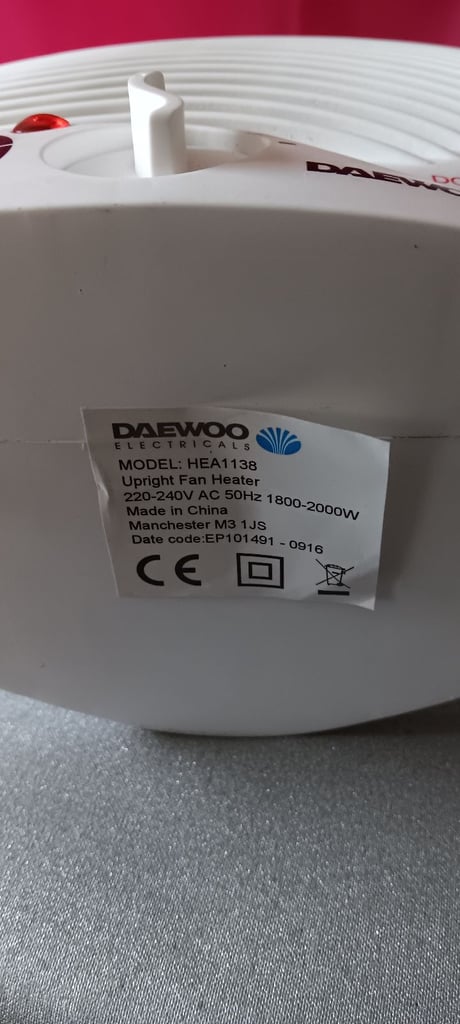 DAEWOO
DAEWOO
ELECTRICALS
MODEL: HEA1138
Upright Fan Heater
220-240V AC 50Hz 1800-2000W
Made in China
Manchester M3 1JS
Date code:EP101491 - 0916
CE